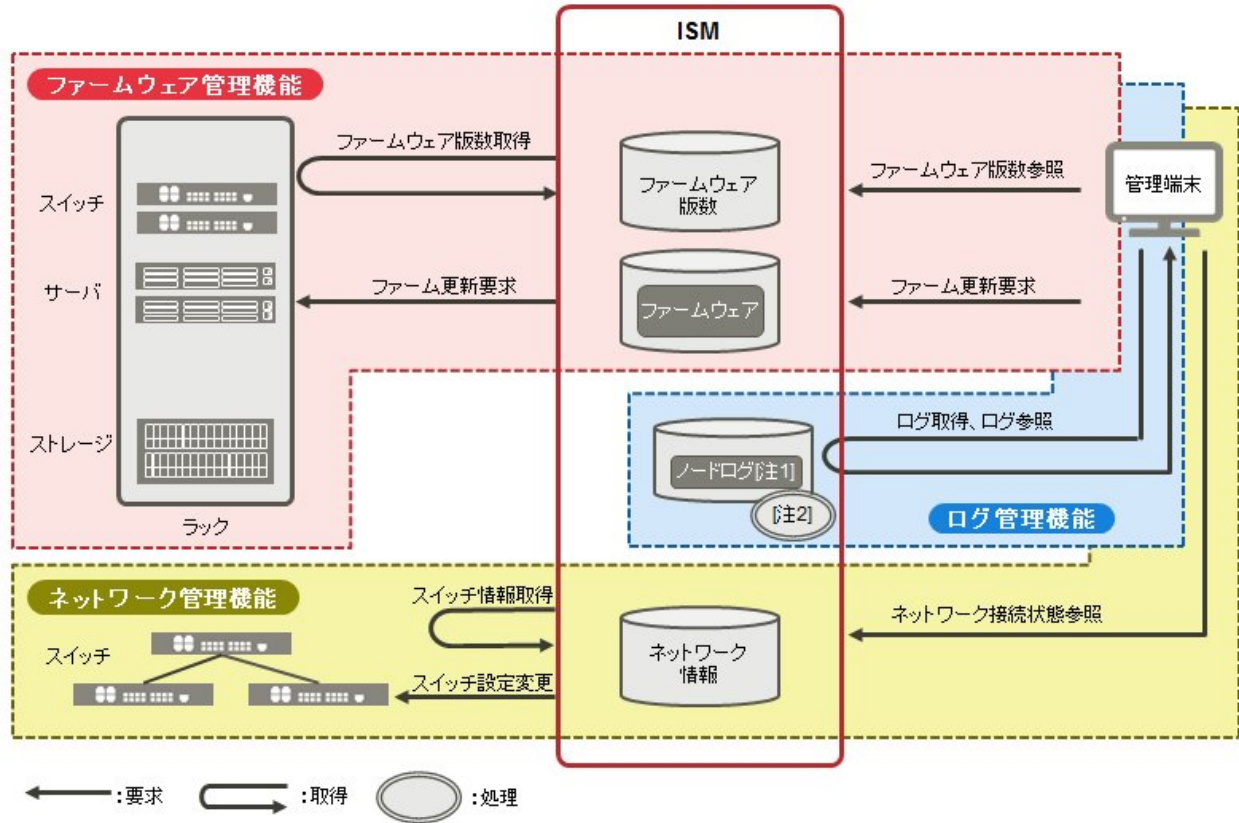 ISM
ファームウェア管理機能
ファームウェア版数取得
ファームウェア
版数
ファームウェア版数参照
管理端末
スイッチ
サーバ
ファーム更新要求
ファームウェア
ファーム更新要求
ストレージ
ラック
ログ取得、ログ参照
ノードログ[注1]
[注2]
ログ管理機能
ネットワーク管理機能
スイッチ情報取得
ネットワーク
情報
ネットワーク接続状態参照
スイッチ
スイッチ設定変更
:要求
:取得
:処理